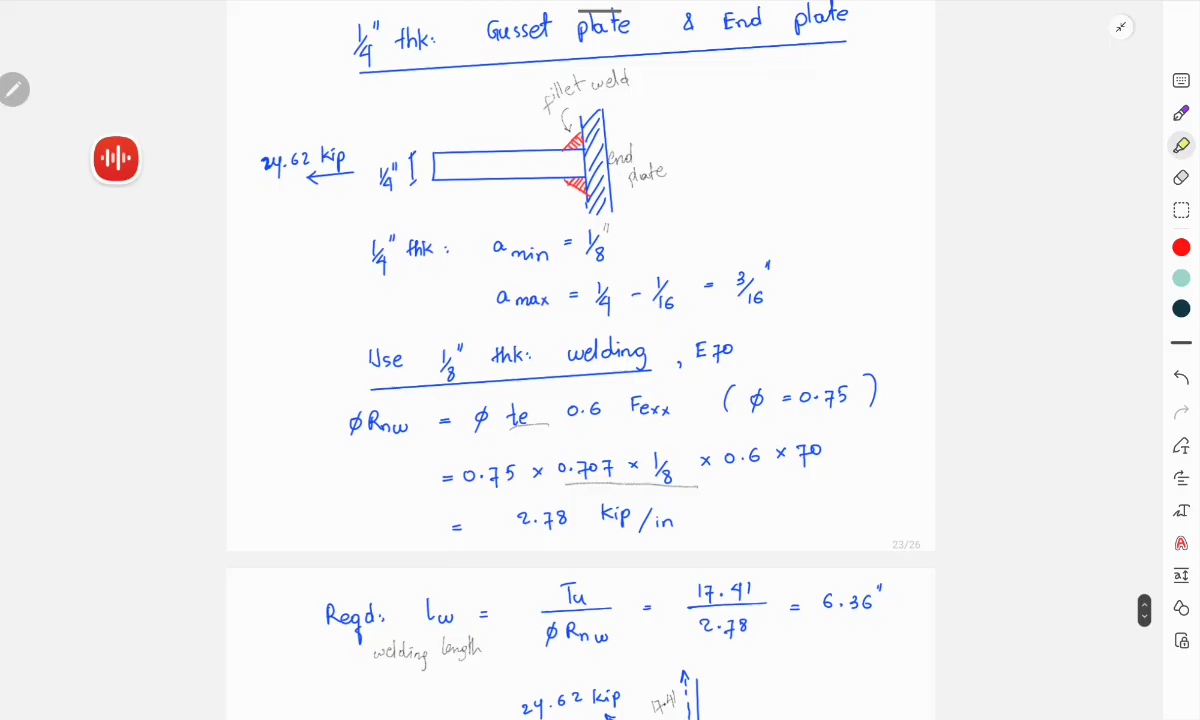 1/4" thk: Gusset plate & End plate
fillet weld
24.62 kip
1/4"
end plate
1/4" thk: a min = 1/8"
a max = 1/4 - 1/16 = 3/16"
Use 1/8" thk: welding, E70
φRnw = φ te 0.6 FExx (φ = 0.75)
= 0.75 × 0.707 × 1/8 × 0.6 × 70
= 2.78 kip/in
23/26
Reqd: lw = Tu / φRnw = 17.41 / 2.78 = 6.36"
welding length
24.62 kip
17.41